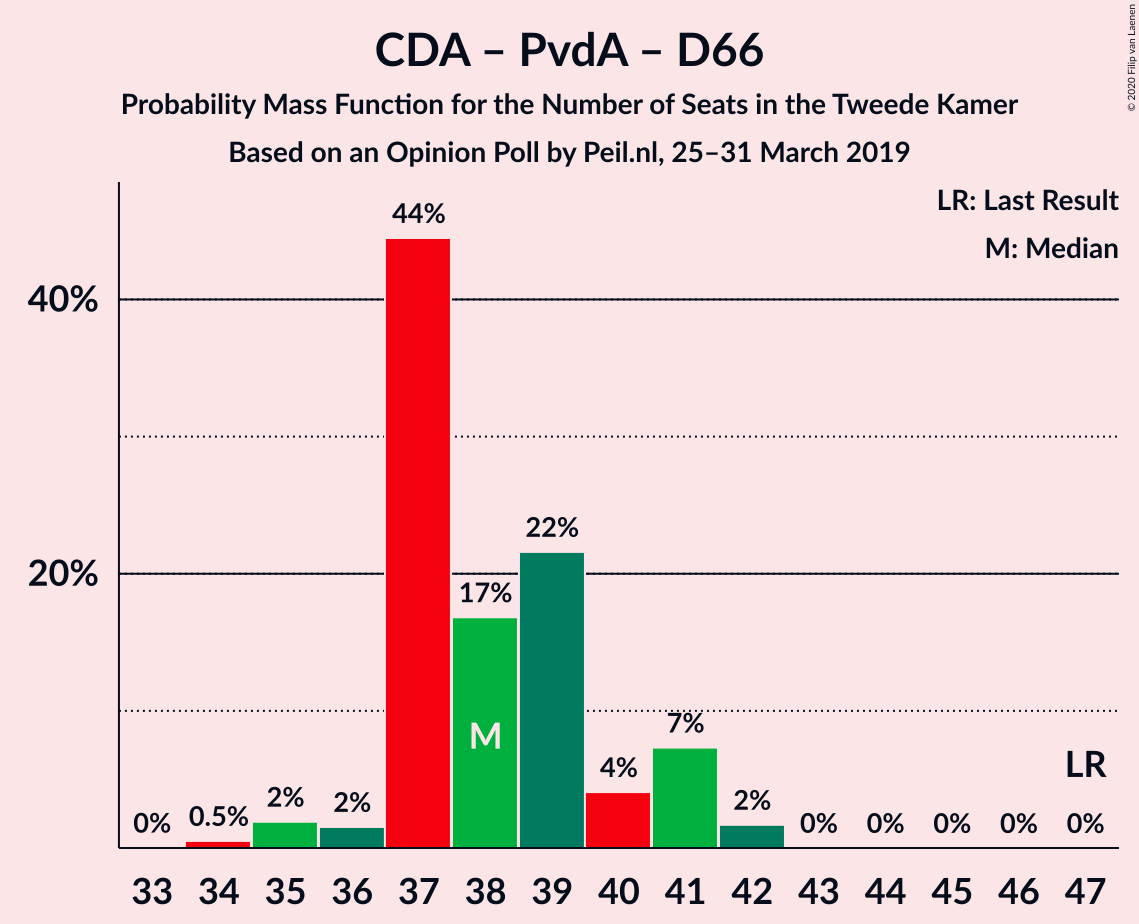 CDA – PvdA – D66
Probability Mass Function for the Number of Seats in the Tweede Kamer
Based on an Opinion Poll by Peil.nl, 25–31 March 2019
© 2020 Filip van Laenen
LR: Last Result
M: Median
40%
20%
0%
0.5%
2%
2%
44%
17%
22%
4%
7%
2%
0%
0%
0%
0%
0%
M
LR
33 34 35 36 37 38 39 40 41 42 43 44 45 46 47